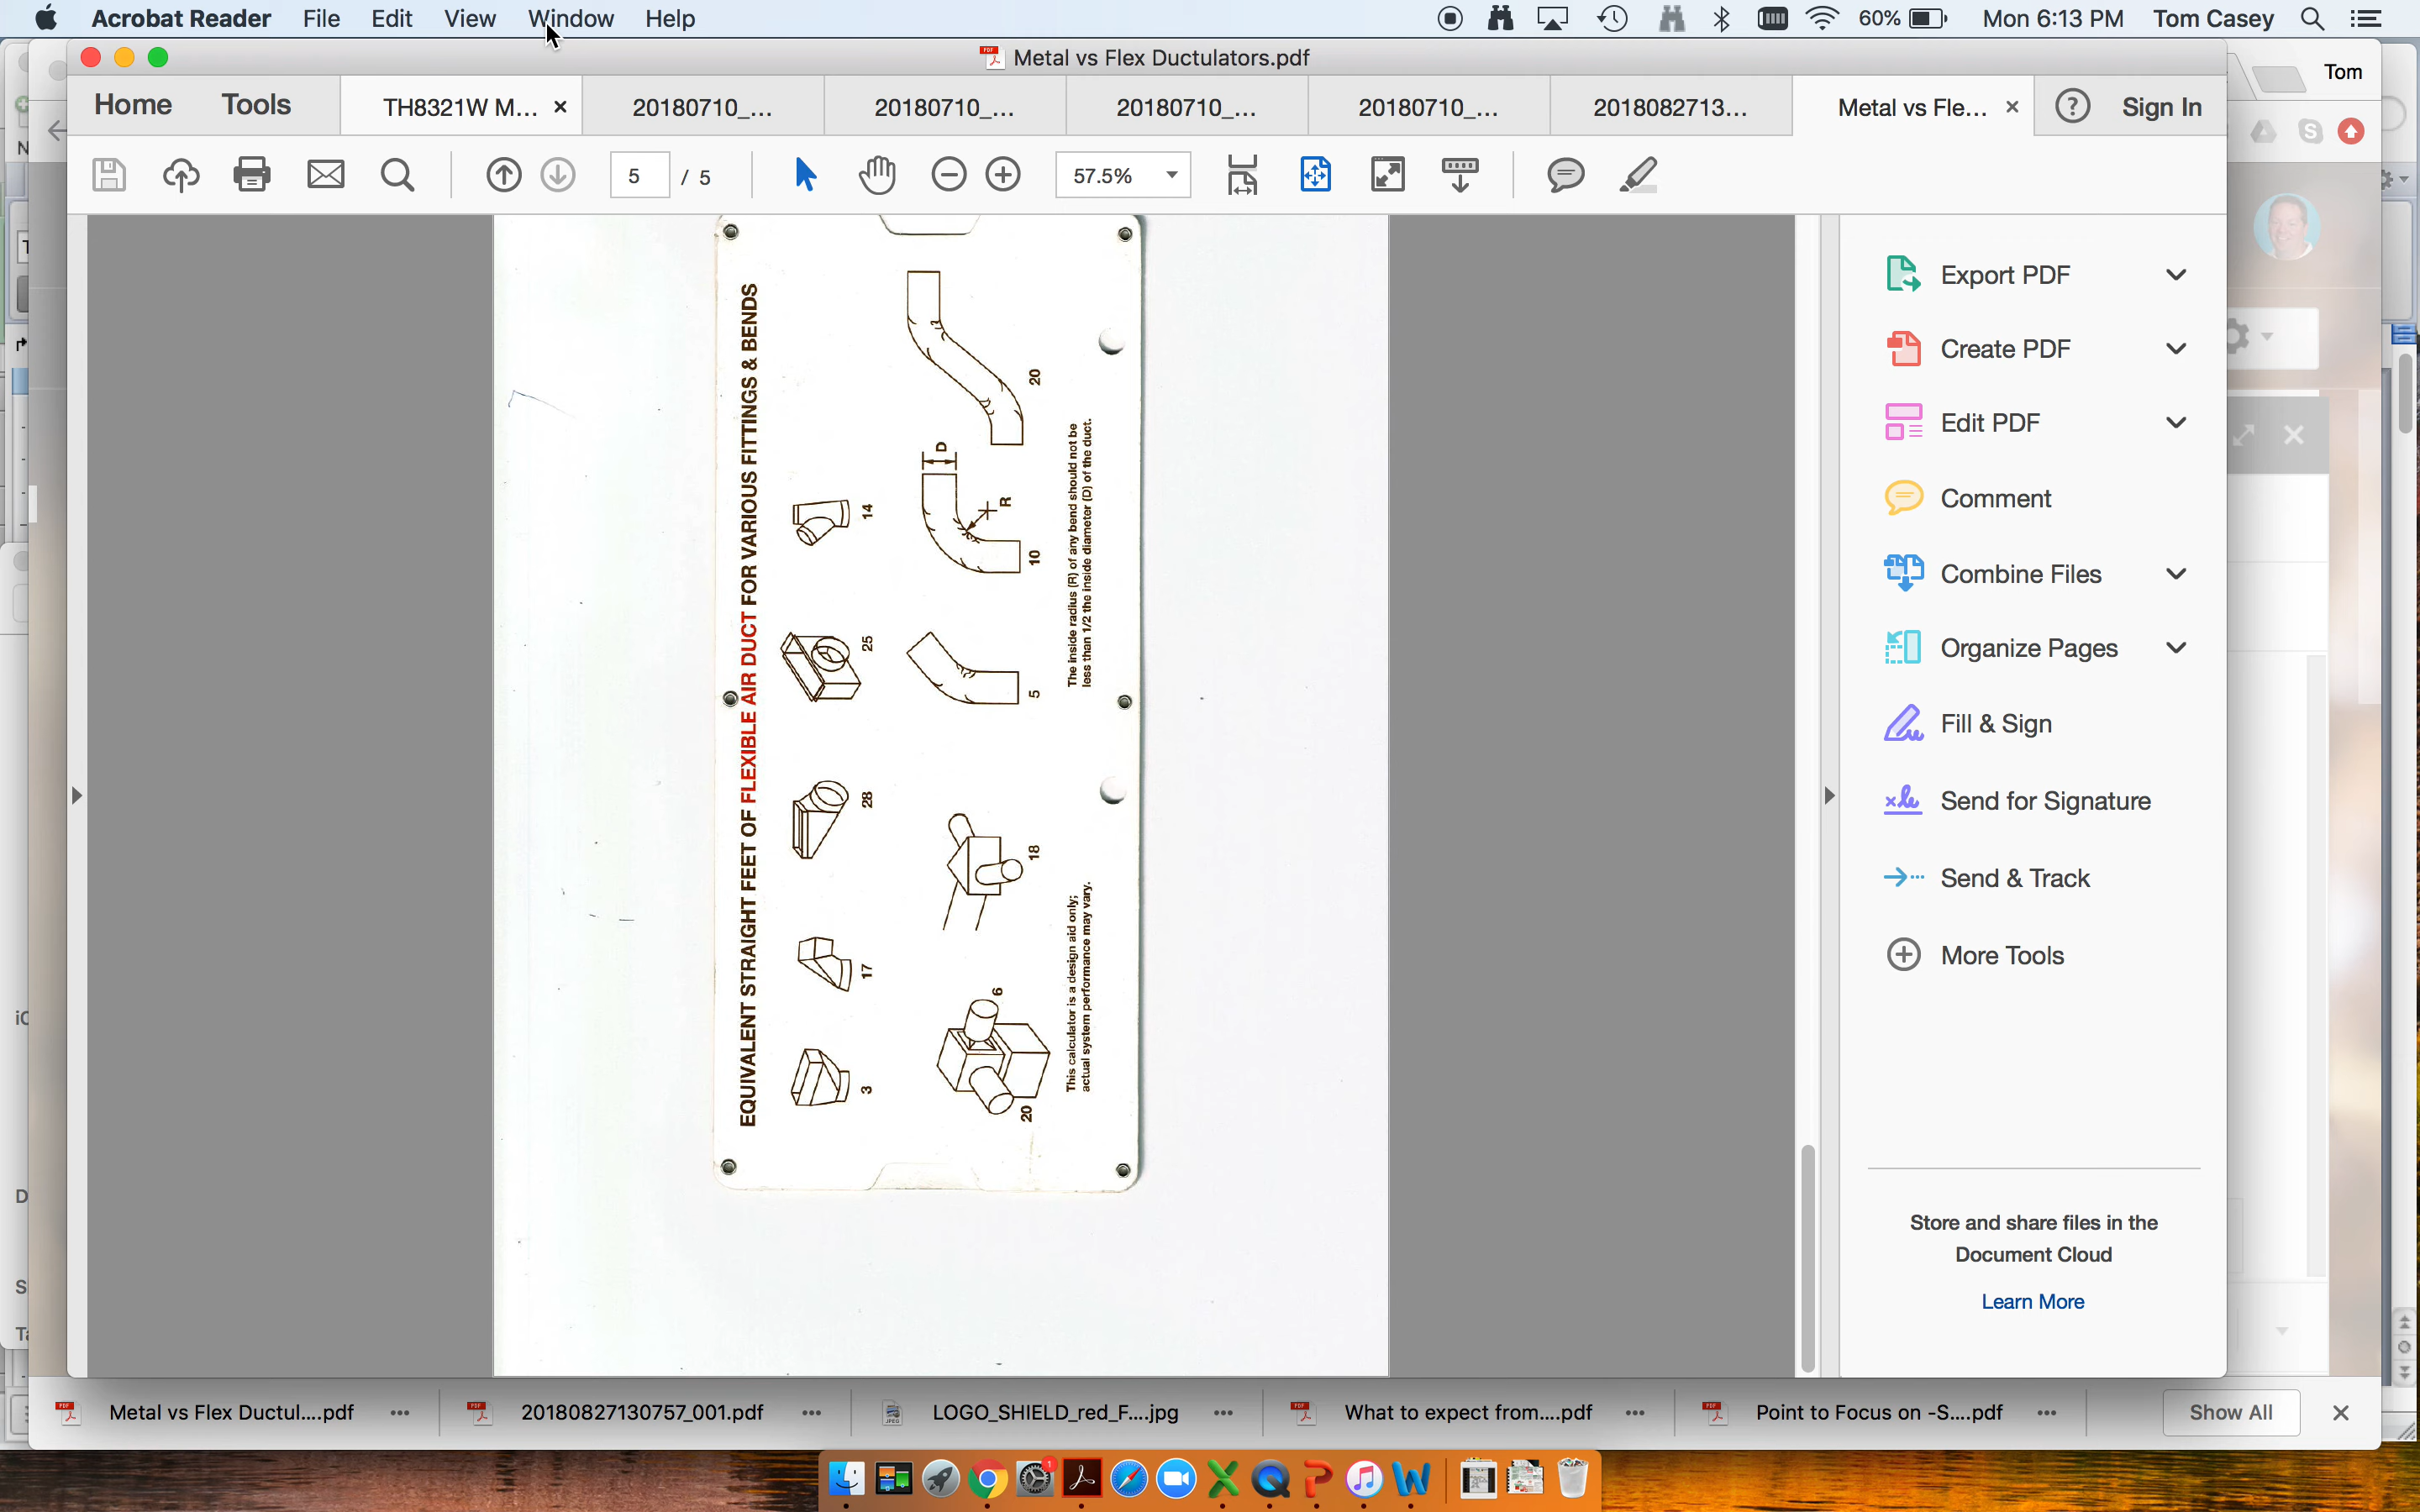 Acrobat Reader File Edit View Window Help 60% Mon 6:13 PM Tom Casey
Metal vs Flex Ductulators.pdf
Tom
Home Tools TH8321W M... 20180710_... 20180710_... 20180710_... 20180710_... 2018082713... Metal vs Fle... Sign In
5 / 5 57.5%
EQUIVALENT STRAIGHT FEET OF FLEXIBLE AIR DUCT FOR VARIOUS FITTINGS & BENDS
3 17 28 25 14
20 6 18 5 10 R D 20
This calculator is a design aid only;
actual system performance may vary.
The inside radius (R) of any bend should not be
less than 1/2 the inside diameter (D) of the duct.
Export PDF
Create PDF
Edit PDF
Comment
Combine Files
Organize Pages
Fill & Sign
Send for Signature
Send & Track
More Tools
Store and share files in the
Document Cloud
Learn More
Metal vs Flex Ductul....pdf 20180827130757_001.pdf LOGO_SHIELD_red_F....jpg What to expect from....pdf Point to Focus on -S....pdf Show All